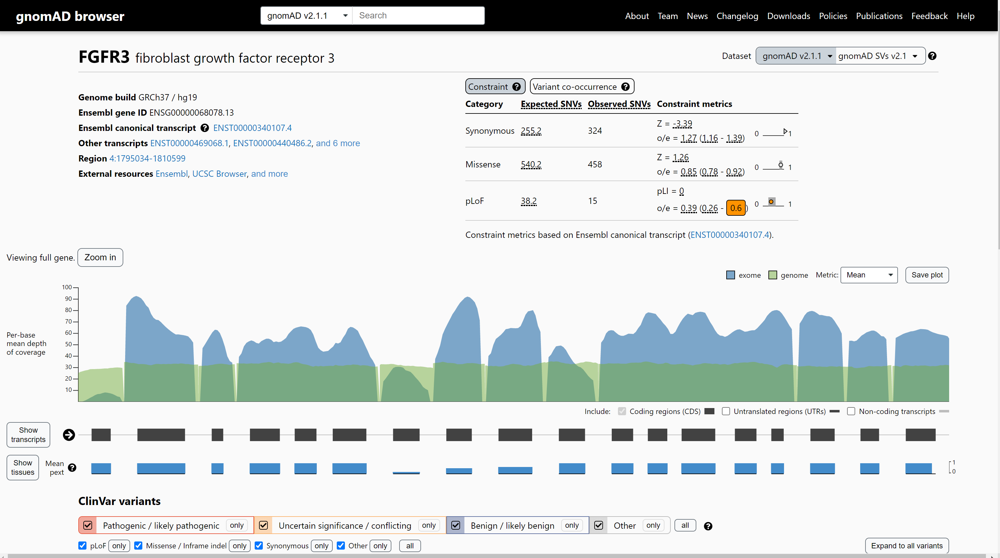 gnomAD browser
gnomAD v2.1.1 Search
About Team News Changelog Downloads Policies Publications Feedback Help
FGFR3 fibroblast growth factor receptor 3
Dataset gnomAD v2.1.1 gnomAD SVs v2.1 ?
Genome build GRCh37 / hg19
Ensembl gene ID ENSG00000068078.13
Ensembl canonical transcript ? ENST00000340107.4
Other transcripts ENST00000469068.1, ENST00000440486.2, and 6 more
Region 4:1795034-1810599
External resources Ensembl, UCSC Browser, and more
Constraint ? Variant co-occurrence ?
Category Expected SNVs Observed SNVs Constraint metrics
Synonymous 255.2 324 Z = -3.39
o/e = 1.27 (1.16 - 1.39) 0 1
Missense 540.2 458 Z = 1.26
o/e = 0.85 (0.78 - 0.92) 0 1
pLoF 38.2 15 pLI = 0
o/e = 0.39 (0.26 - 0.6) 0 1
Constraint metrics based on Ensembl canonical transcript (ENST00000340107.4).
Viewing full gene. Zoom in
exome genome Metric: Mean Save plot
Per-base
mean depth
of coverage
100
90
80
70
60
50
40
30
20
10
Include: Coding regions (CDS) Untranslated regions (UTRs) Non-coding transcripts
Show
transcripts
Show
tissues
Mean
pext ?
1
0
ClinVar variants
Pathogenic / likely pathogenic only Uncertain significance / conflicting only Benign / likely benign only Other only all ?
pLoF only Missense / Inframe indel only Synonymous only Other only all
Expand to all variants